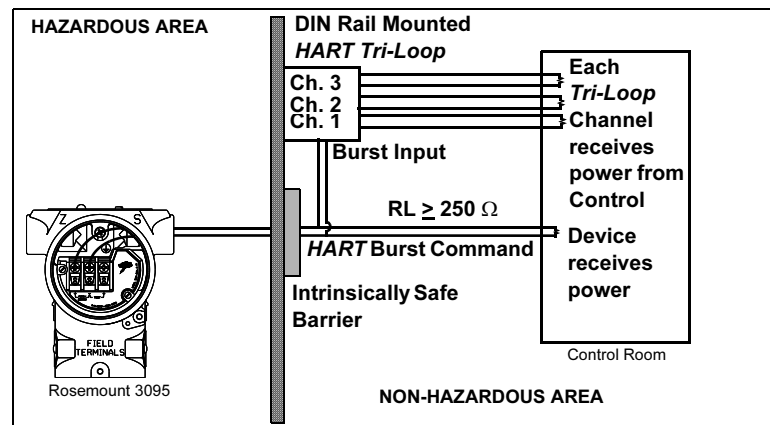 HAZARDOUS AREA
DIN Rail Mounted
HART Tri-Loop
Ch. 3
Ch. 2
Ch. 1
Each
Tri-Loop
Channel
receives
power from
Control
Burst Input
RL ≥ 250 Ω
HART Burst Command
Device
receives
power
Intrinsically Safe
Barrier
Z S
FIELD
TERMINALS
Rosemount 3095
Control Room
NON-HAZARDOUS AREA